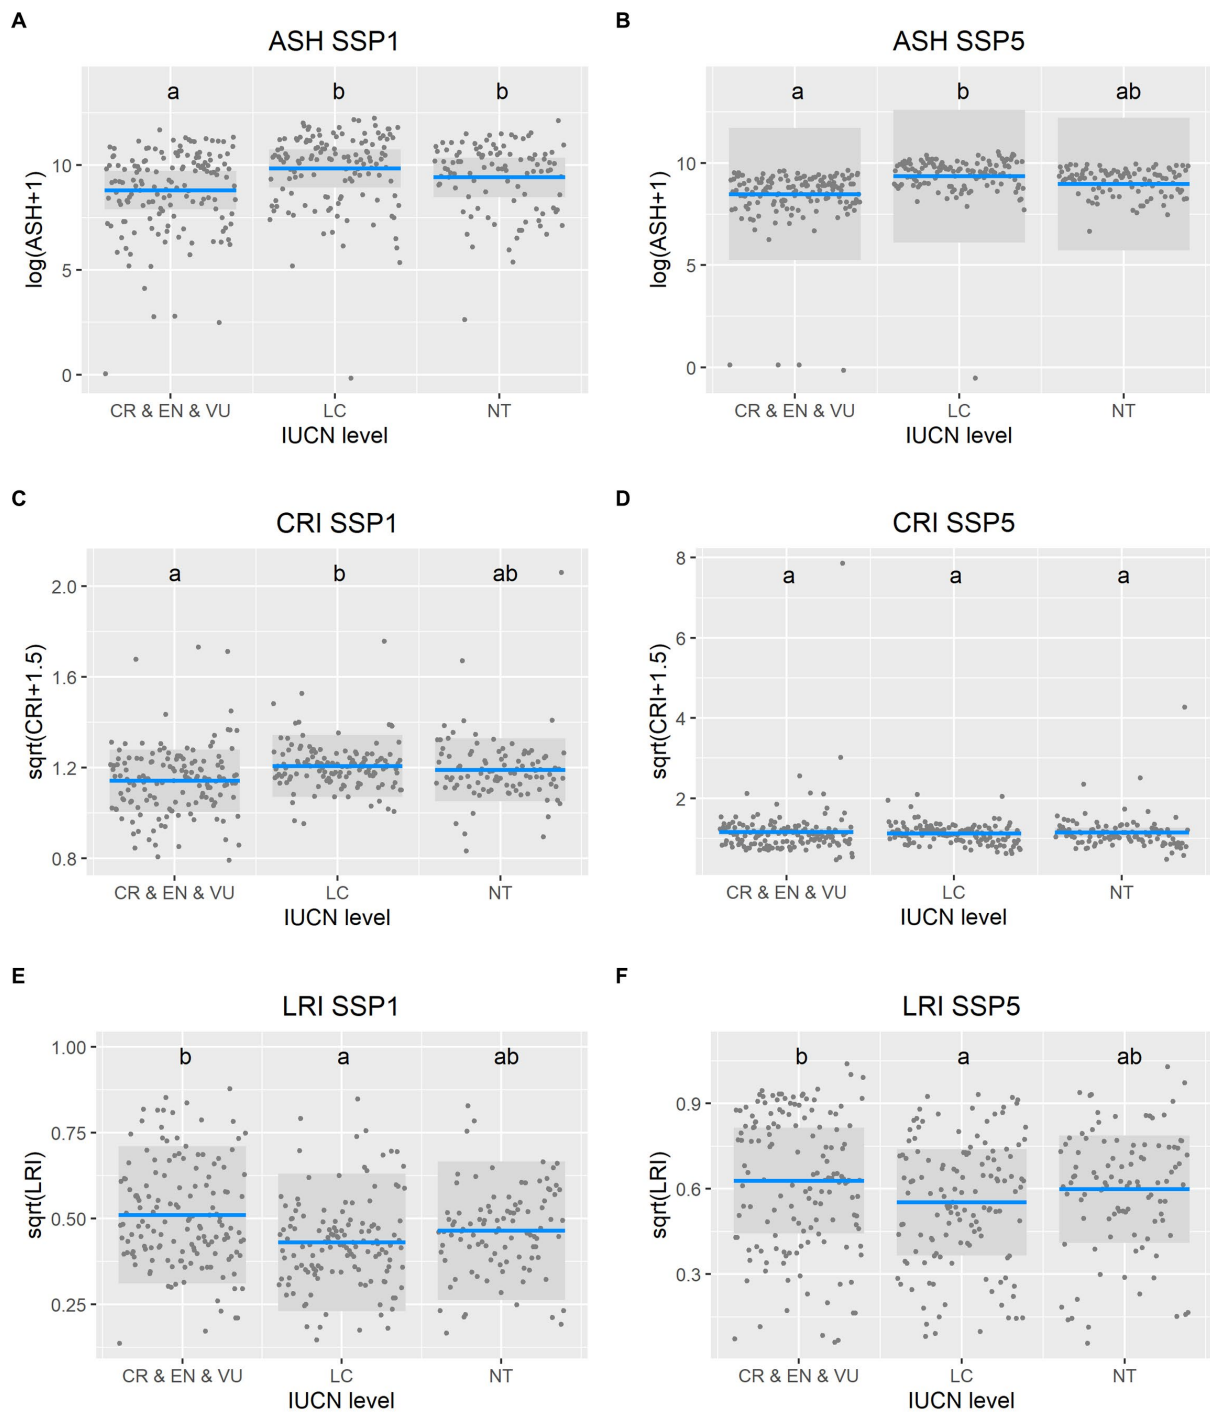 A
ASH SSP1
a b b
10
5
0
log(ASH+1)
CR & EN & VU LC NT
IUCN level
B
ASH SSP5
a b ab
10
5
0
log(ASH+1)
CR & EN & VU LC NT
IUCN level
C
CRI SSP1
a b ab
2.0
1.6
1.2
0.8
sqrt(CRI+1.5)
CR & EN & VU LC NT
IUCN level
D
CRI SSP5
a a a
8
6
4
2
sqrt(CRI+1.5)
CR & EN & VU LC NT
IUCN level
E
LRI SSP1
b a ab
1.00
0.75
0.50
0.25
sqrt(LRI)
CR & EN & VU LC NT
IUCN level
F
LRI SSP5
b a ab
0.9
0.6
0.3
sqrt(LRI)
CR & EN & VU LC NT
IUCN level